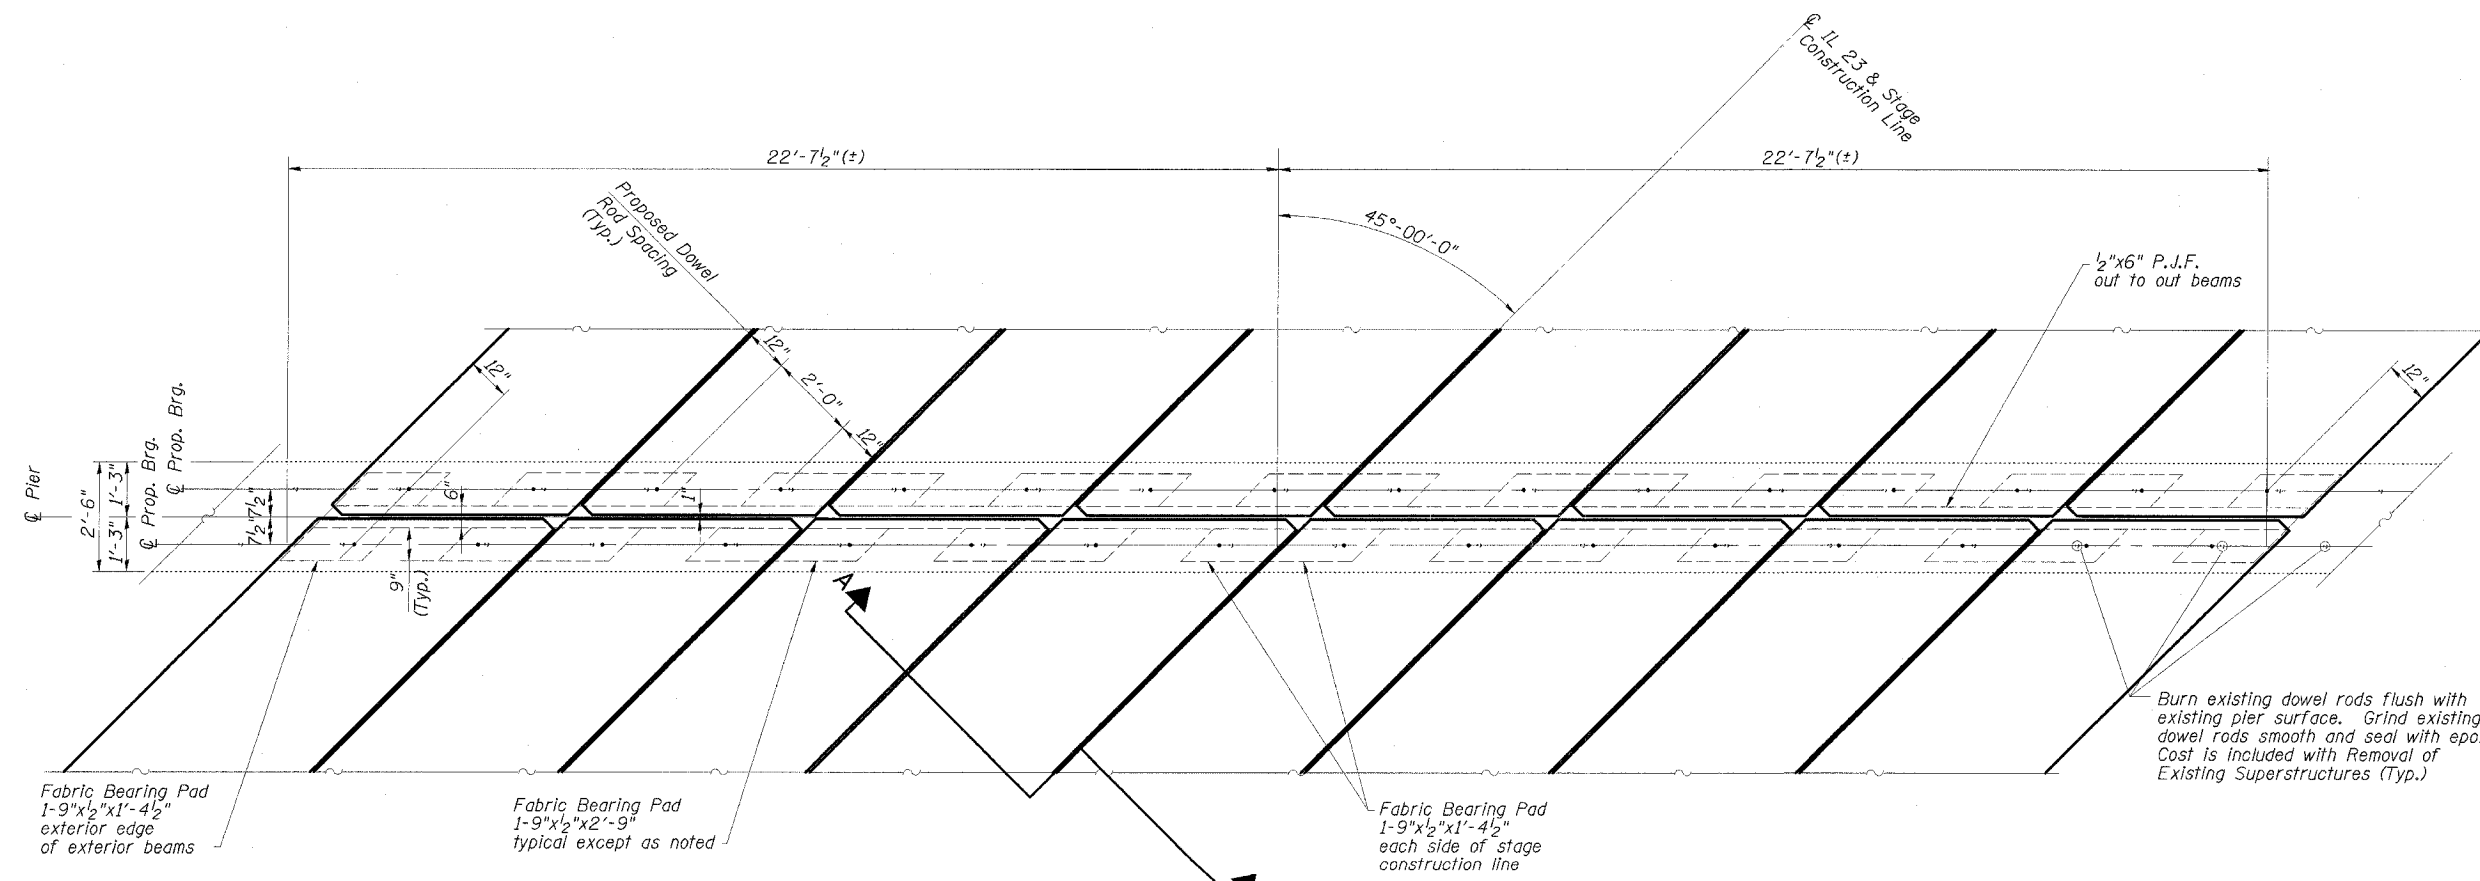 ℄ IL 23 & Stage
Construction Line
22'-7½"(±)
22'-7½"(±)
45°-00'-0"
Proposed Dowel
Rod Spacing
(Typ.)
½"x6" P.J.F.
out to out beams
12"
12"
2'-0"
12"
12"
℄ Pier
2'-6"
1'-3"
1'-3"
℄ Prop. Brg.
℄ Prop. Brg.
7½"
7½"
6"
1"
9"
(Typ.)
A
Burn existing dowel rods flush with
existing pier surface. Grind existing
dowel rods smooth and seal with
Cost is included with Removal of
Existing Superstructures (Typ.)
Fabric Bearing Pad
1-9"x½"x1'-4½"
exterior edge
of exterior beams
Fabric Bearing Pad
1-9"x½"x2'-9"
typical except as noted
Fabric Bearing Pad
1-9"x½"x1'-4½"
each side of stage
construction line